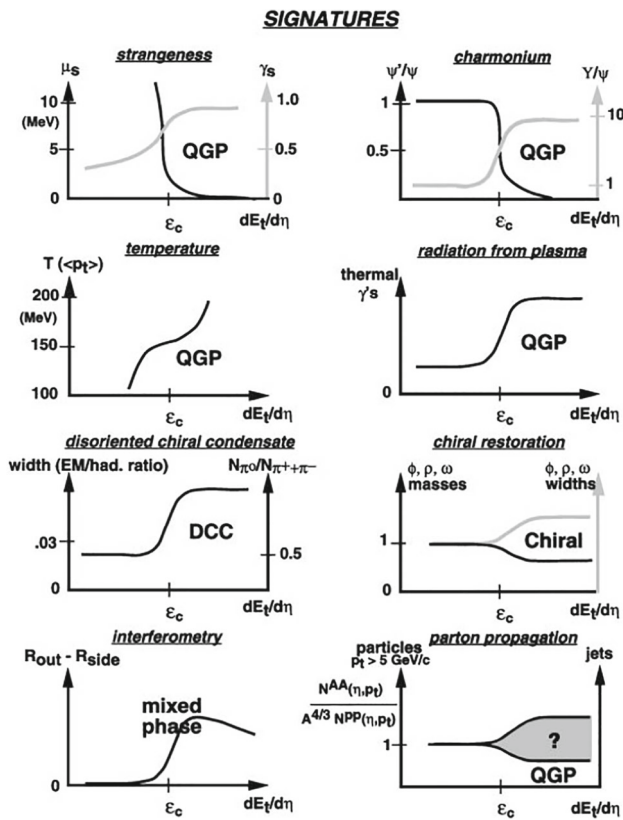 SIGNATURES
strangeness
μs
γs
10
(MeV)
5
0
1.0
0.5
0
QGP
εc
dEt/dη
charmonium
ψ'/ψ
Υ/ψ
1
0.5
10
1
QGP
εc
dEt/dη
temperature
T (<pt>)
200
(MeV)
150
100
QGP
εc
dEt/dη
radiation from plasma
thermal
γ's
0
QGP
εc
dEt/dη
disoriented chiral condensate
width (EM/had. ratio)
Nπ0/Nπ++π-
.03
0
0.5
DCC
εc
dEt/dη
chiral restoration
ϕ, ρ, ω
masses
ϕ, ρ, ω
widths
1
0
Chiral
εc
dEt/dη
interferometry
Rout - Rside
mixed
phase
0
εc
dEt/dη
parton propagation
particles
pt > 5 GeV/c
jets
NAA(η,pt)
A4/3 NPP(η,pt)
1
?
QGP
εc
dEt/dη